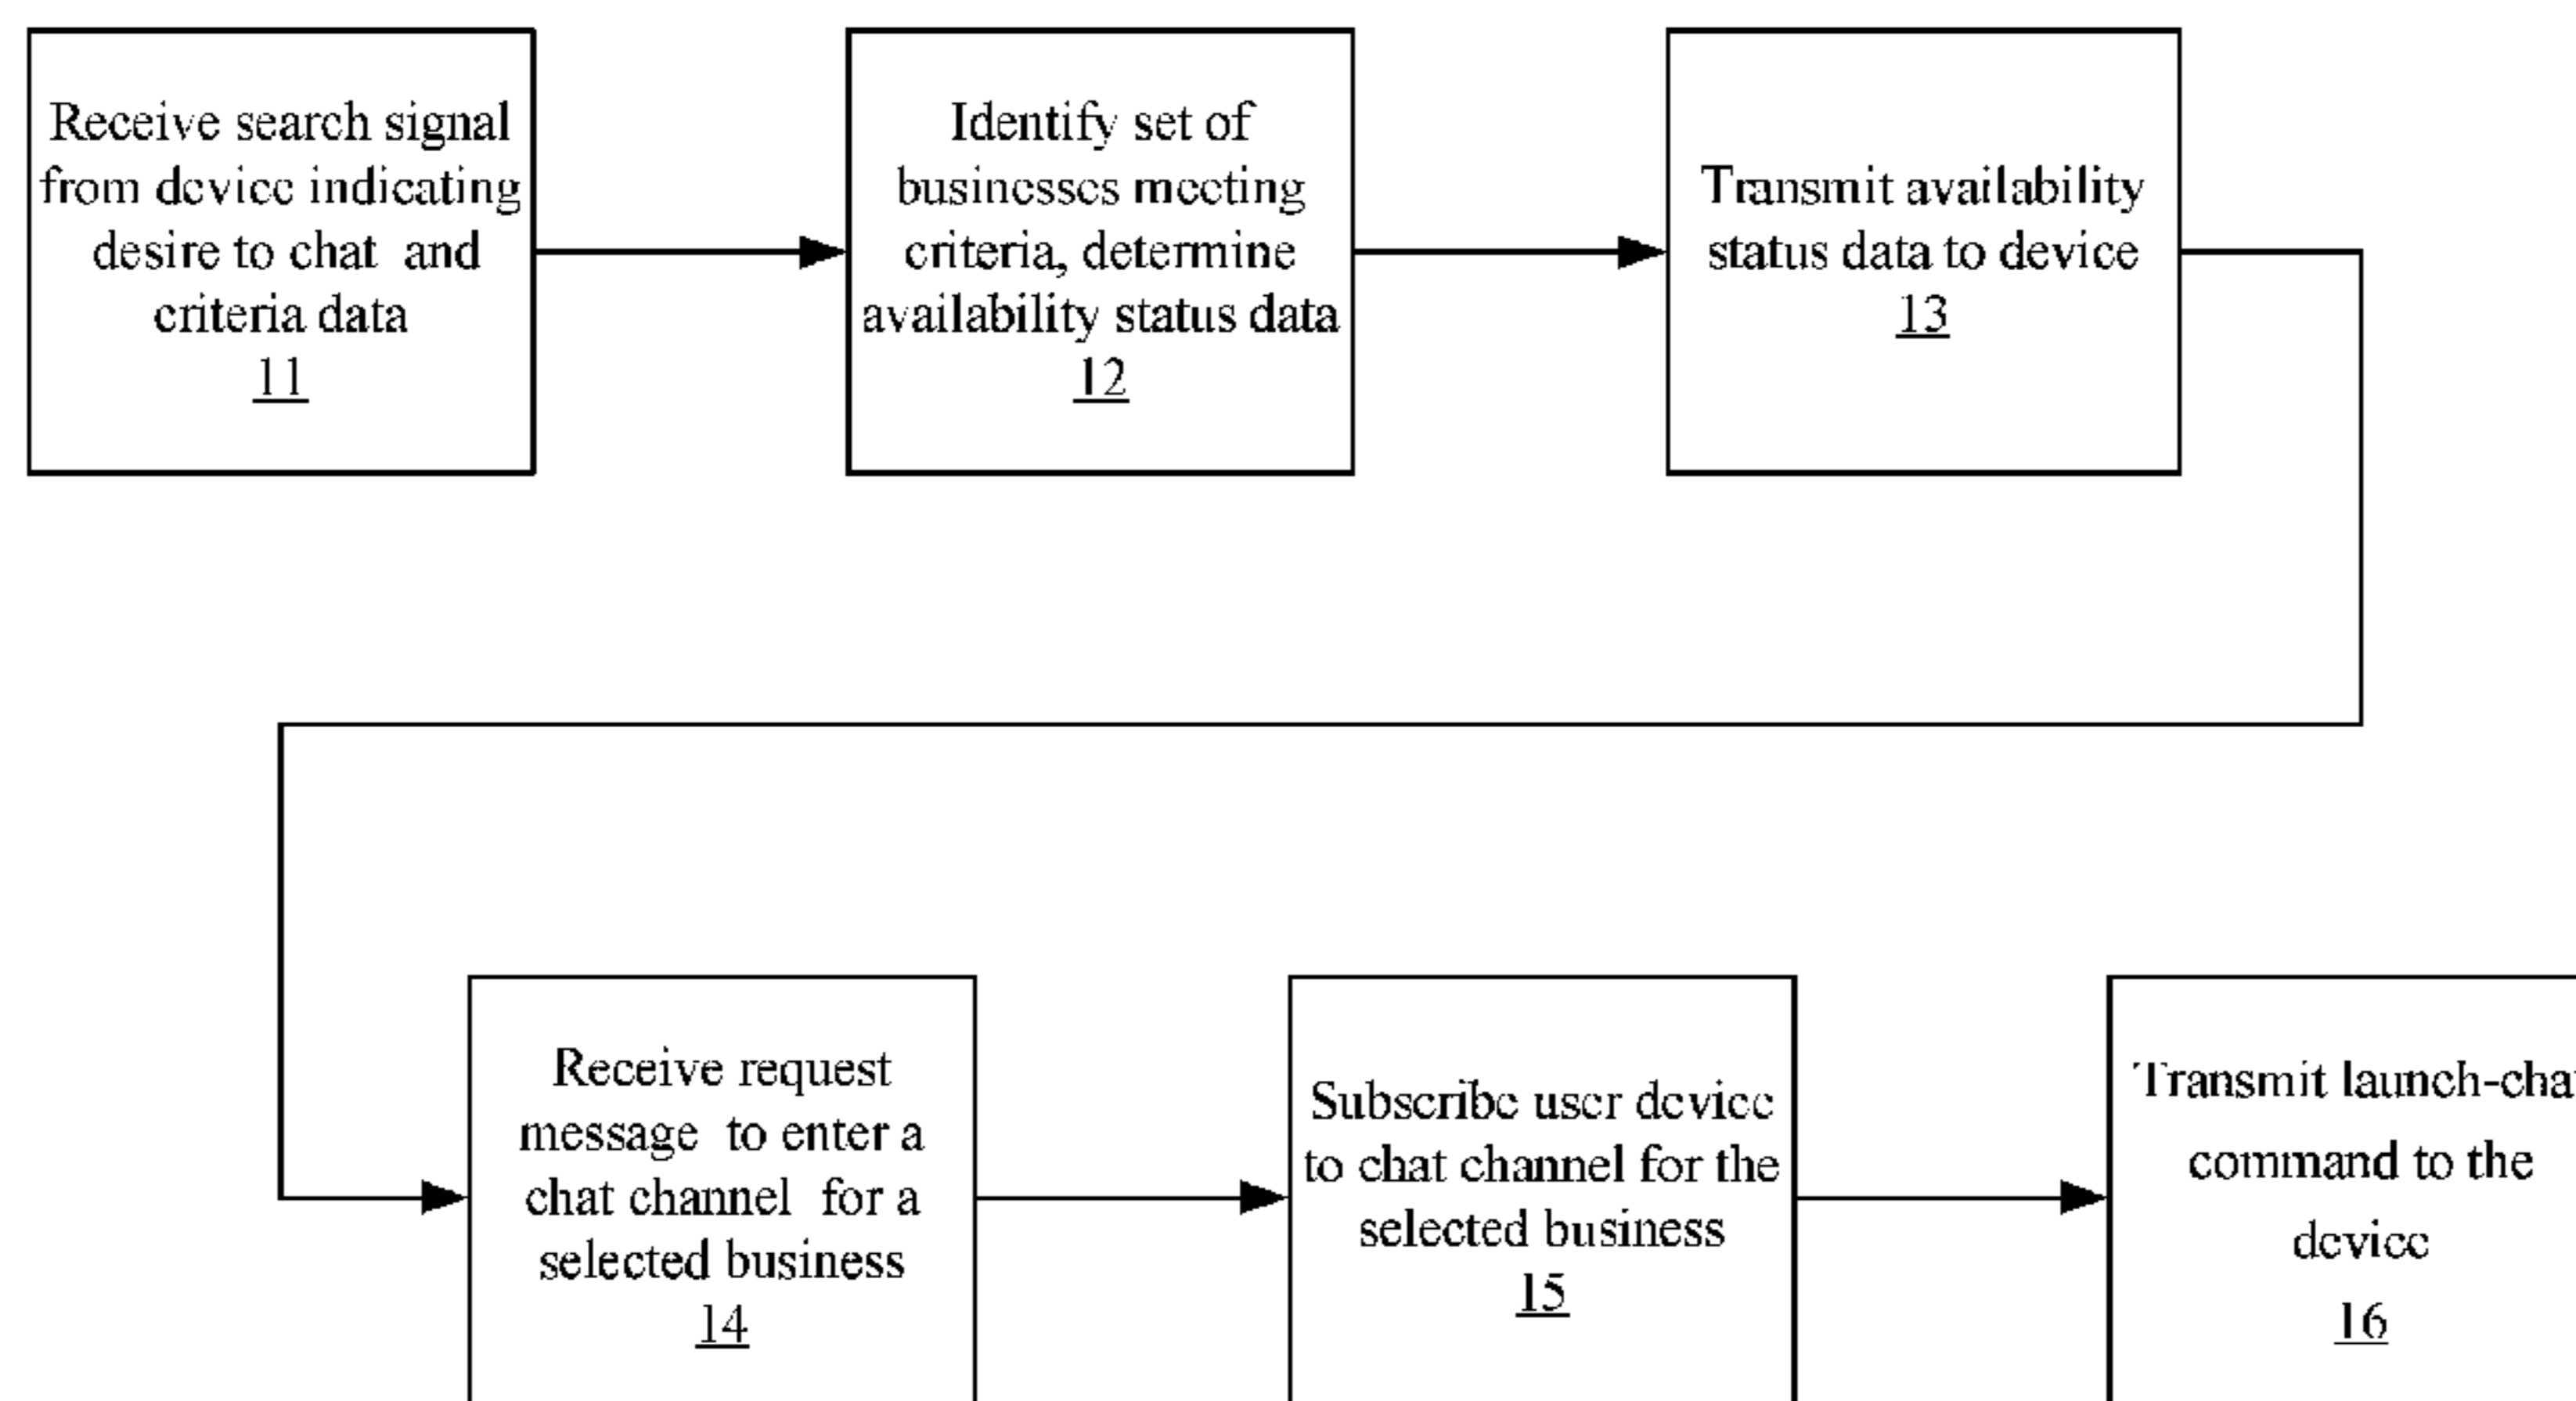 Receive search signal
from device indicating
desire to chat and
criteria data
11
Identify set of
businesses meeting
criteria, determine
availability status data
12
Transmit availability
status data to device
13
Receive request
message to enter a
chat channel for a
selected business
14
Subscribe user device
to chat channel for the
selected business
15
Transmit launch-chat
command to the
device
16